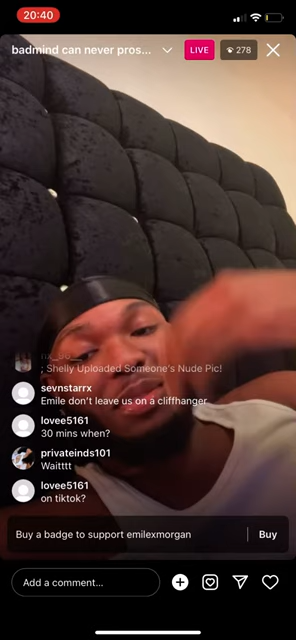 20:40
badmind can never pros...
LIVE
278
; Shelly Uploaded Someone's Nude Pic!
sevnstarrx
Emile don't leave us on a cliffhanger
lovee5161
30 mins when?
privateinds101
Waitttt
lovee5161
on tiktok?
Buy a badge to support emilexmorgan
Buy
Add a comment...